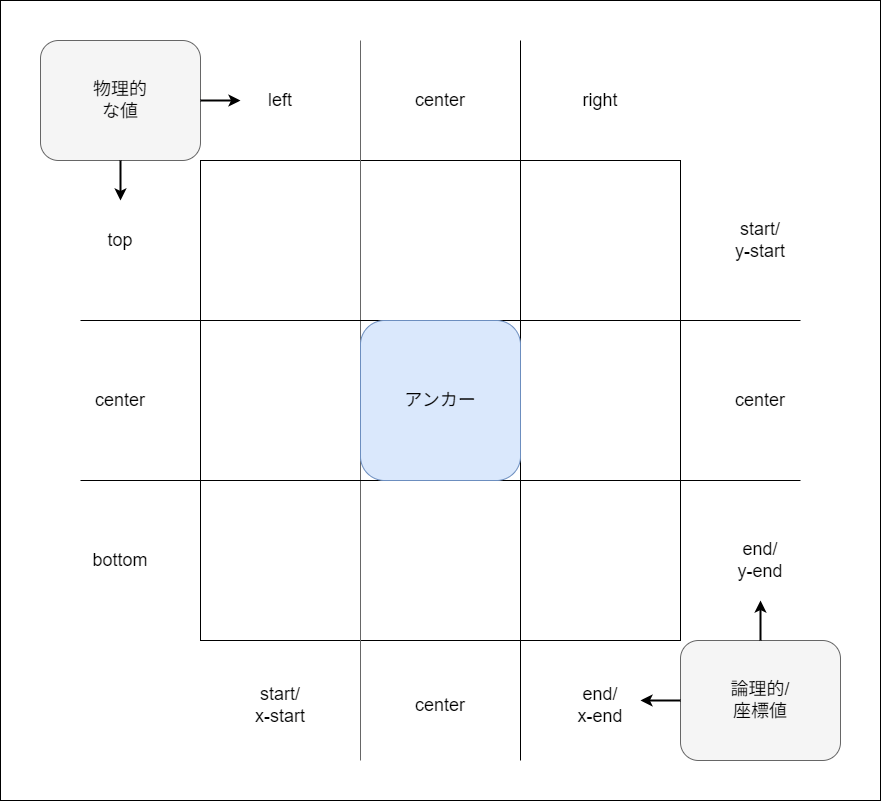 物理的
な値
left
center
right
top
start/
y-start
center
アンカー
center
bottom
end/
y-end
start/
x-start
center
end/
x-end
論理的/
座標値